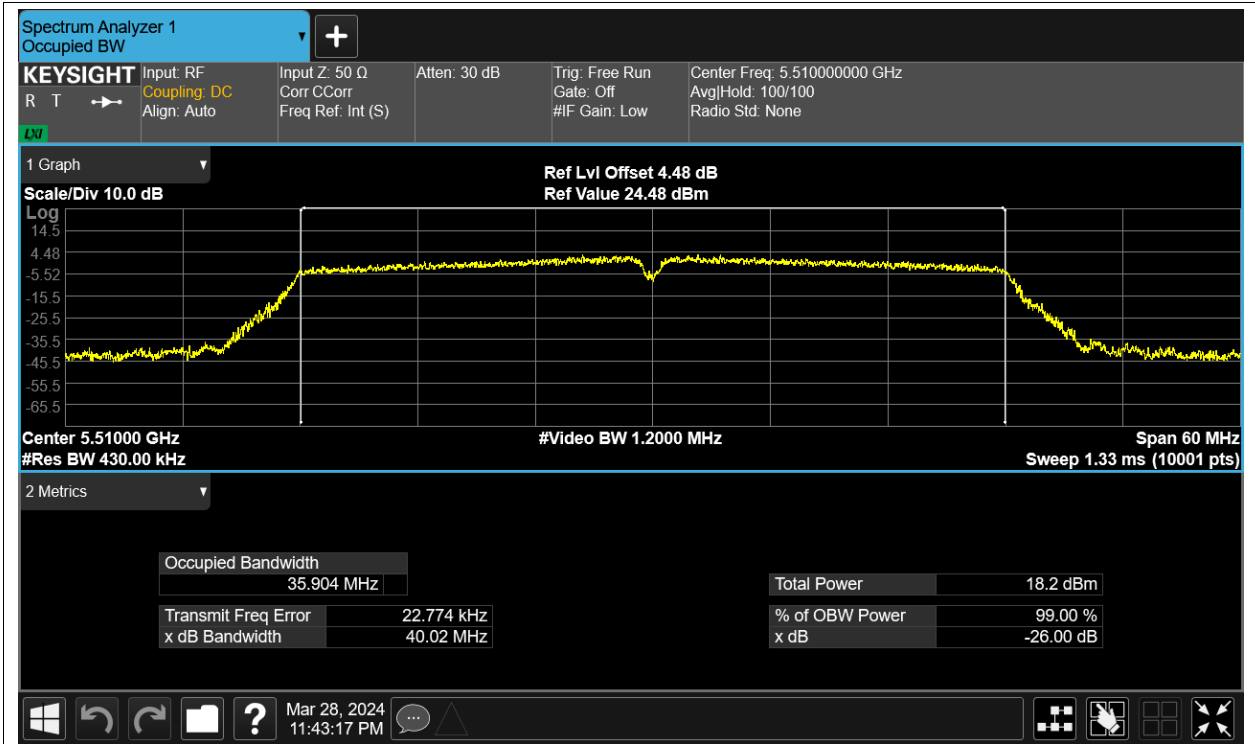 Spectrum Analyzer 1
Occupied BW
▼
+
KEYSIGHT
R T
LXI
Input: RF
Coupling: DC
Align: Auto
Input Z: 50 Ω
Corr CCorr
Freq Ref: Int (S)
Atten: 30 dB
Trig: Free Run
Gate: Off
#IF Gain: Low
Center Freq: 5.510000000 GHz
Avg|Hold: 100/100
Radio Std: None
1 Graph ▼
Scale/Div 10.0 dB
Ref Lvl Offset 4.48 dB
Ref Value 24.48 dBm
Log
14.5
4.48
-5.52
-15.5
-25.5
-35.5
-45.5
-55.5
-65.5
Center 5.51000 GHz
#Res BW 430.00 kHz
#Video BW 1.2000 MHz
Span 60 MHz
Sweep 1.33 ms (10001 pts)
2 Metrics ▼
Occupied Bandwidth
35.904 MHz
Transmit Freq Error 22.774 kHz
x dB Bandwidth 40.02 MHz
Total Power 18.2 dBm
% of OBW Power 99.00 %
x dB -26.00 dB
?
Mar 28, 2024
11:43:17 PM